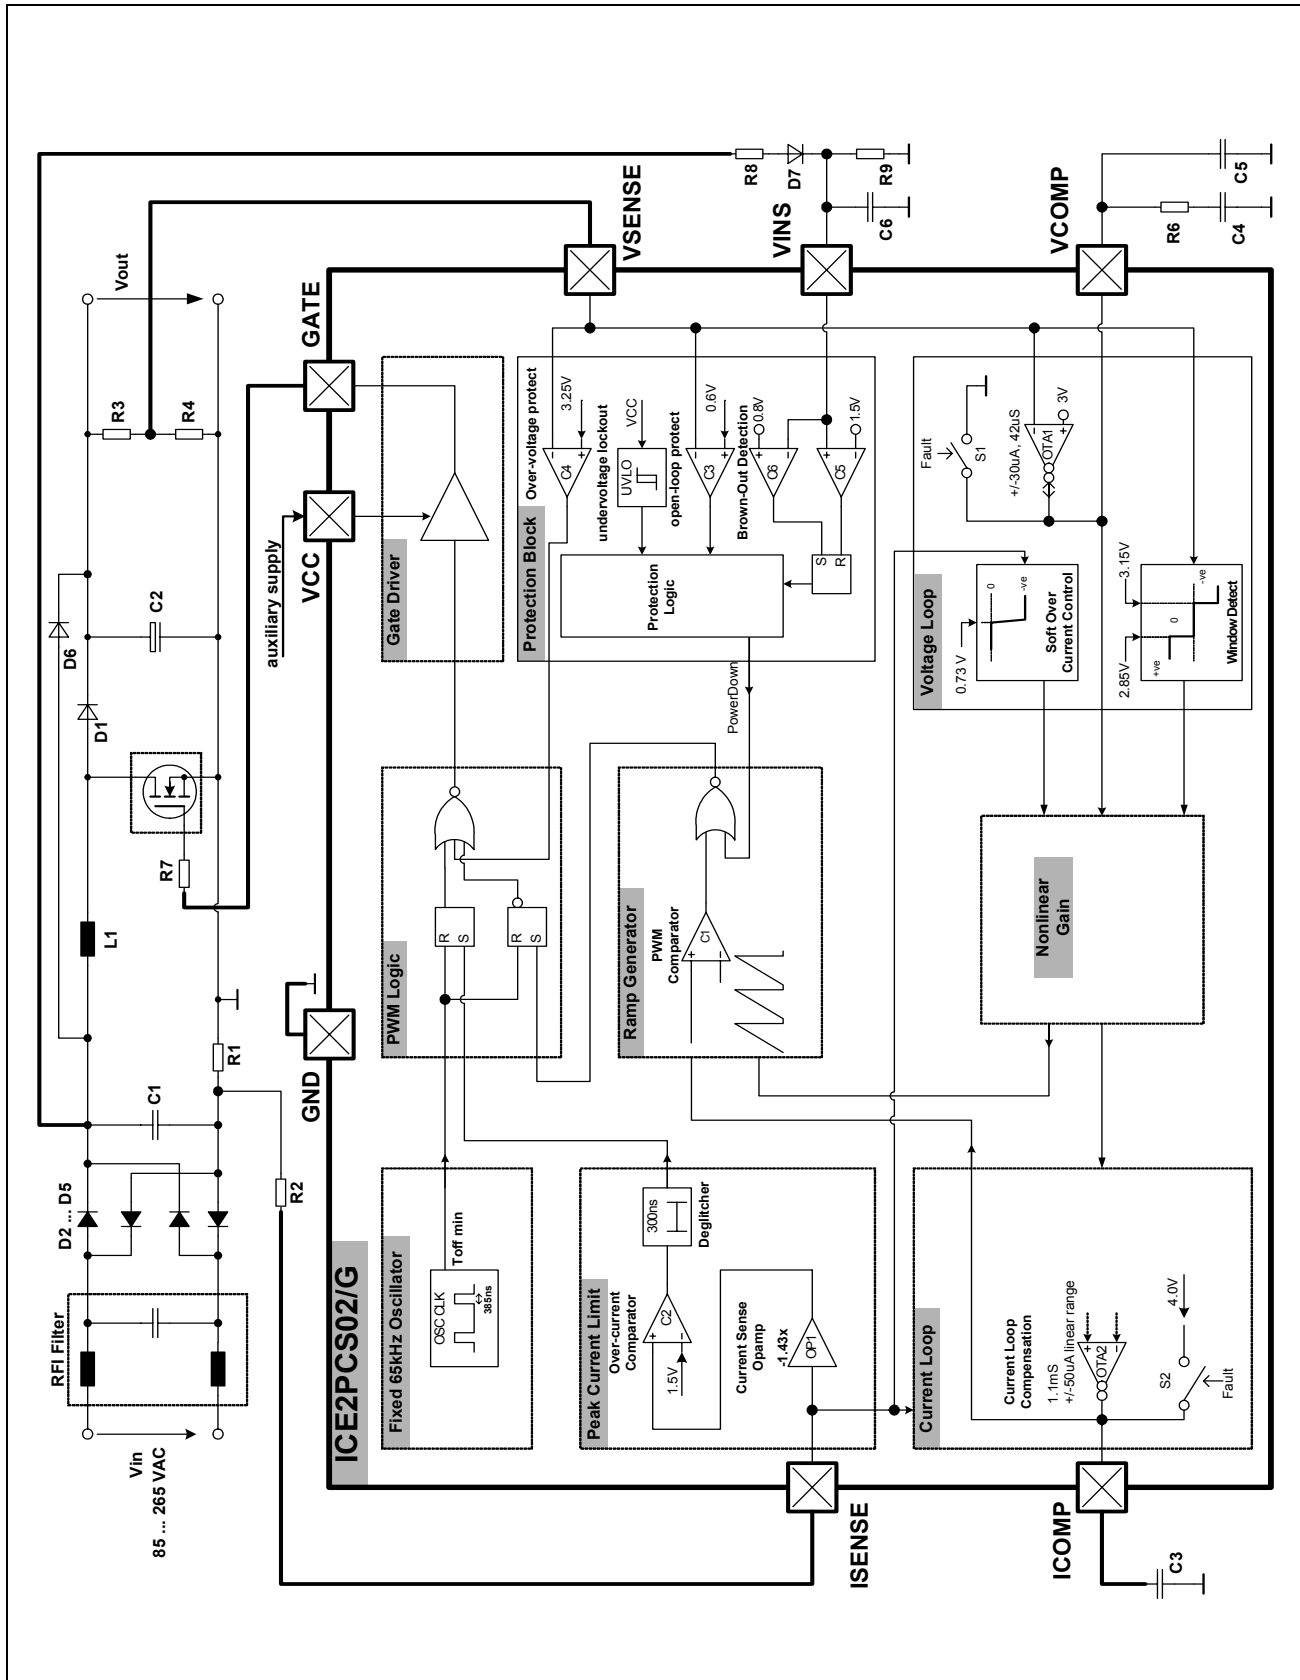 Vin
85 ... 265 VAC
RFI Filter
D2 ... D5
C1
R1
R2
L1
R7
D1
D6
C2
R3
R4
Vout
GND
auxiliary supply
VCC
GATE
VSENSE
R8
D7
R9
C6
VINS
VCOMP
R6
C4
C5
ISENSE
ICOMP
C3
ICE2PCS02/G
Fixed 65kHz Oscillator
OSC CLK
385ns
Toff min
PWM Logic
R
S
R
S
Gate Driver
Peak Current Limit
Over-current
Comparator
1.5V
C2
+
−
300ns
Deglitcher
Current Sense
Opamp
-1.43x
OP1
Ramp Generator
PWM
Comparator
C1
+
−
PowerDown
Protection Block
Over-voltage protect
3.25V
C4
−
+
undervoltage lockout
VCC
UVLO
open-loop protect
0.6V
C3
−
+
Brown-Out Detection
0.8V
C6
+
−
1.5V
C5
+
−
S
R
Protection
Logic
Current Loop
Current Loop
Compensation
1.1mS
+/-50uA linear range
OTA2
+
−
4.0V
S2
Fault
Nonlinear
Gain
Voltage Loop
0.73 V
0
-ve
Soft Over
Current Control
2.85V
3.15V
+ve
0
-ve
Window Detect
Fault
S1
+/-30uA, 42uS
OTA1
−
+
3V